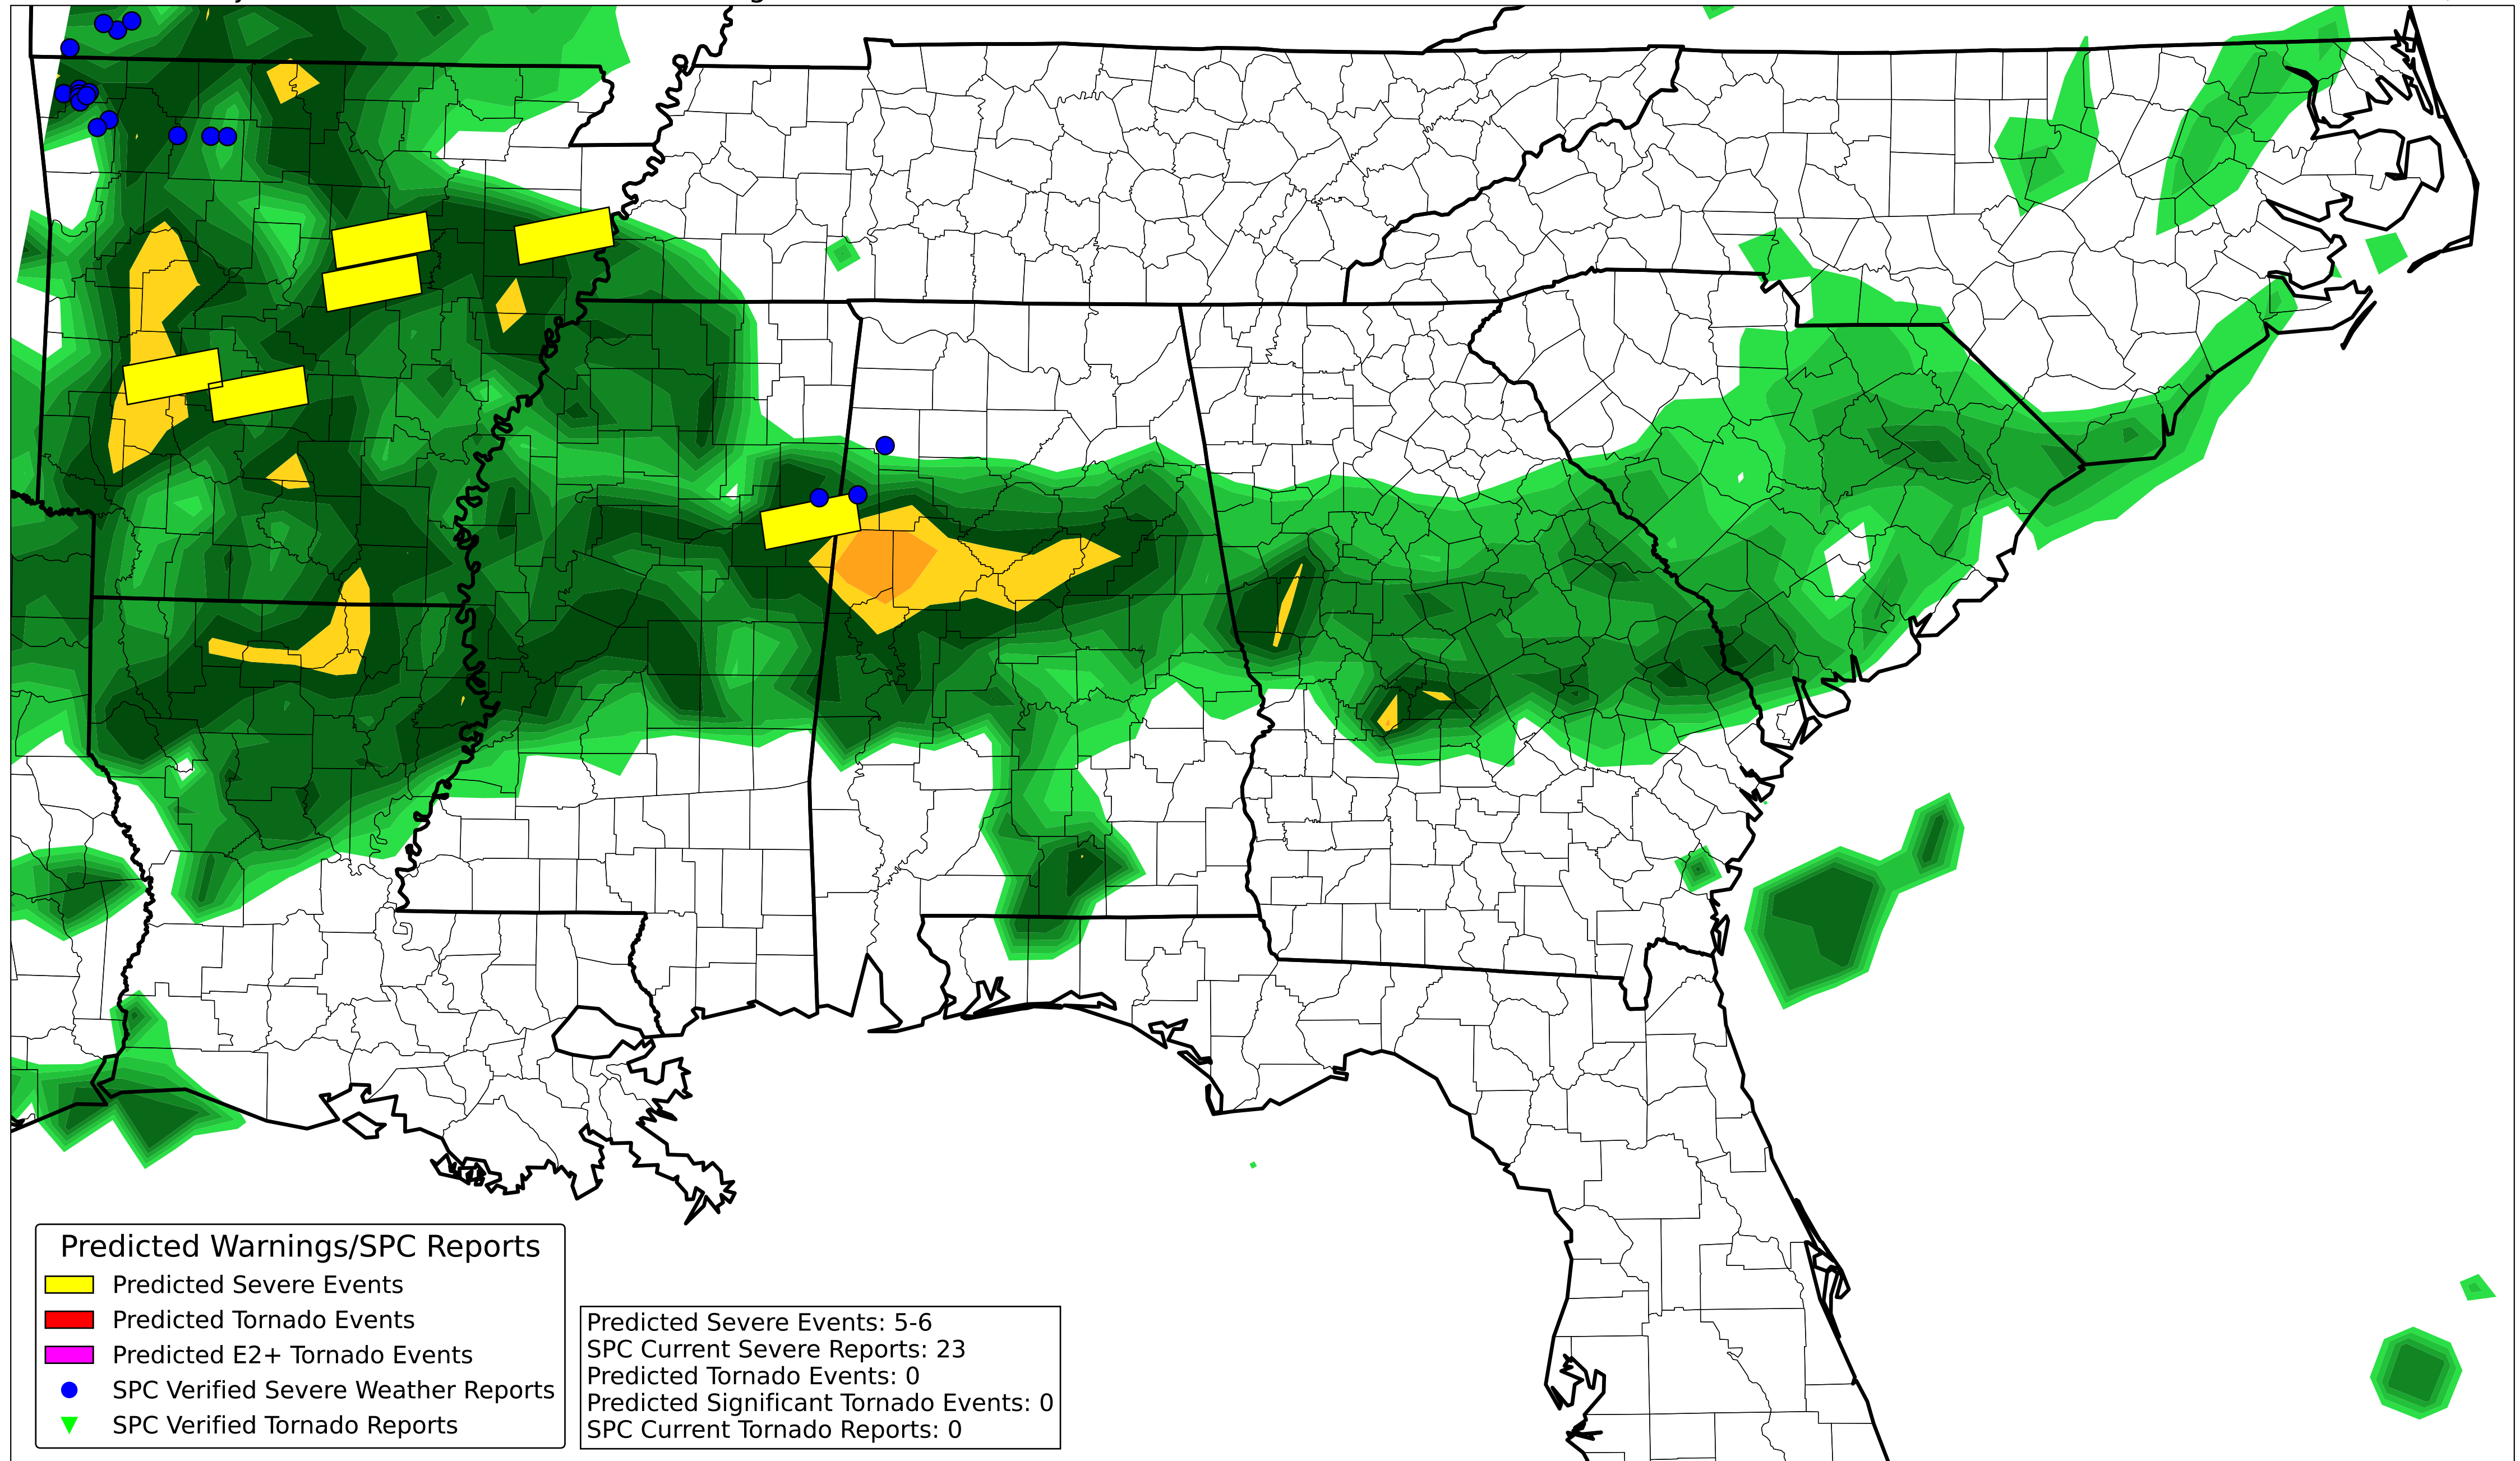 Predicted Warnings/SPC Reports
Predicted Severe Events
Predicted Tornado Events
Predicted E2+ Tornado Events
SPC Verified Severe Weather Reports
SPC Verified Tornado Reports
Predicted Severe Events: 5-6
SPC Current Severe Reports: 23
Predicted Tornado Events: 0
Predicted Significant Tornado Events: 0
SPC Current Tornado Reports: 0